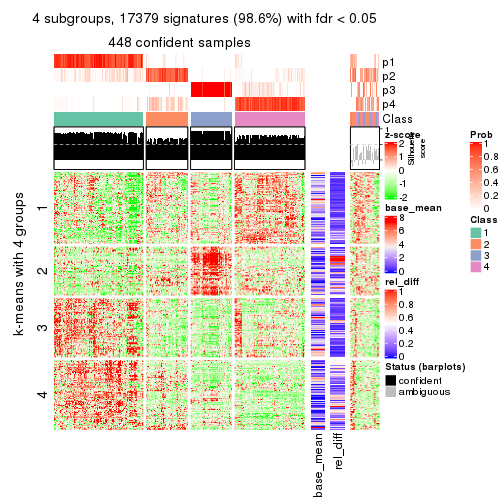 4 subgroups, 17379 signatures (98.6%) with fdr < 0.05
448 confident samples
p1
p2
p3
p4
Class
1
z-score
2
1
0
-1
-2
Silhouette
score
base_mean
8
6
4
2
0
rel_diff
1
0.8
0.6
0.4
0.2
0
Status (barplots)
confident
ambiguous
Prob
1
0.8
0.6
0.4
0.2
0
Class
1
2
3
4
k-means with 4 groups
1
2
3
4
base_mean
rel_diff